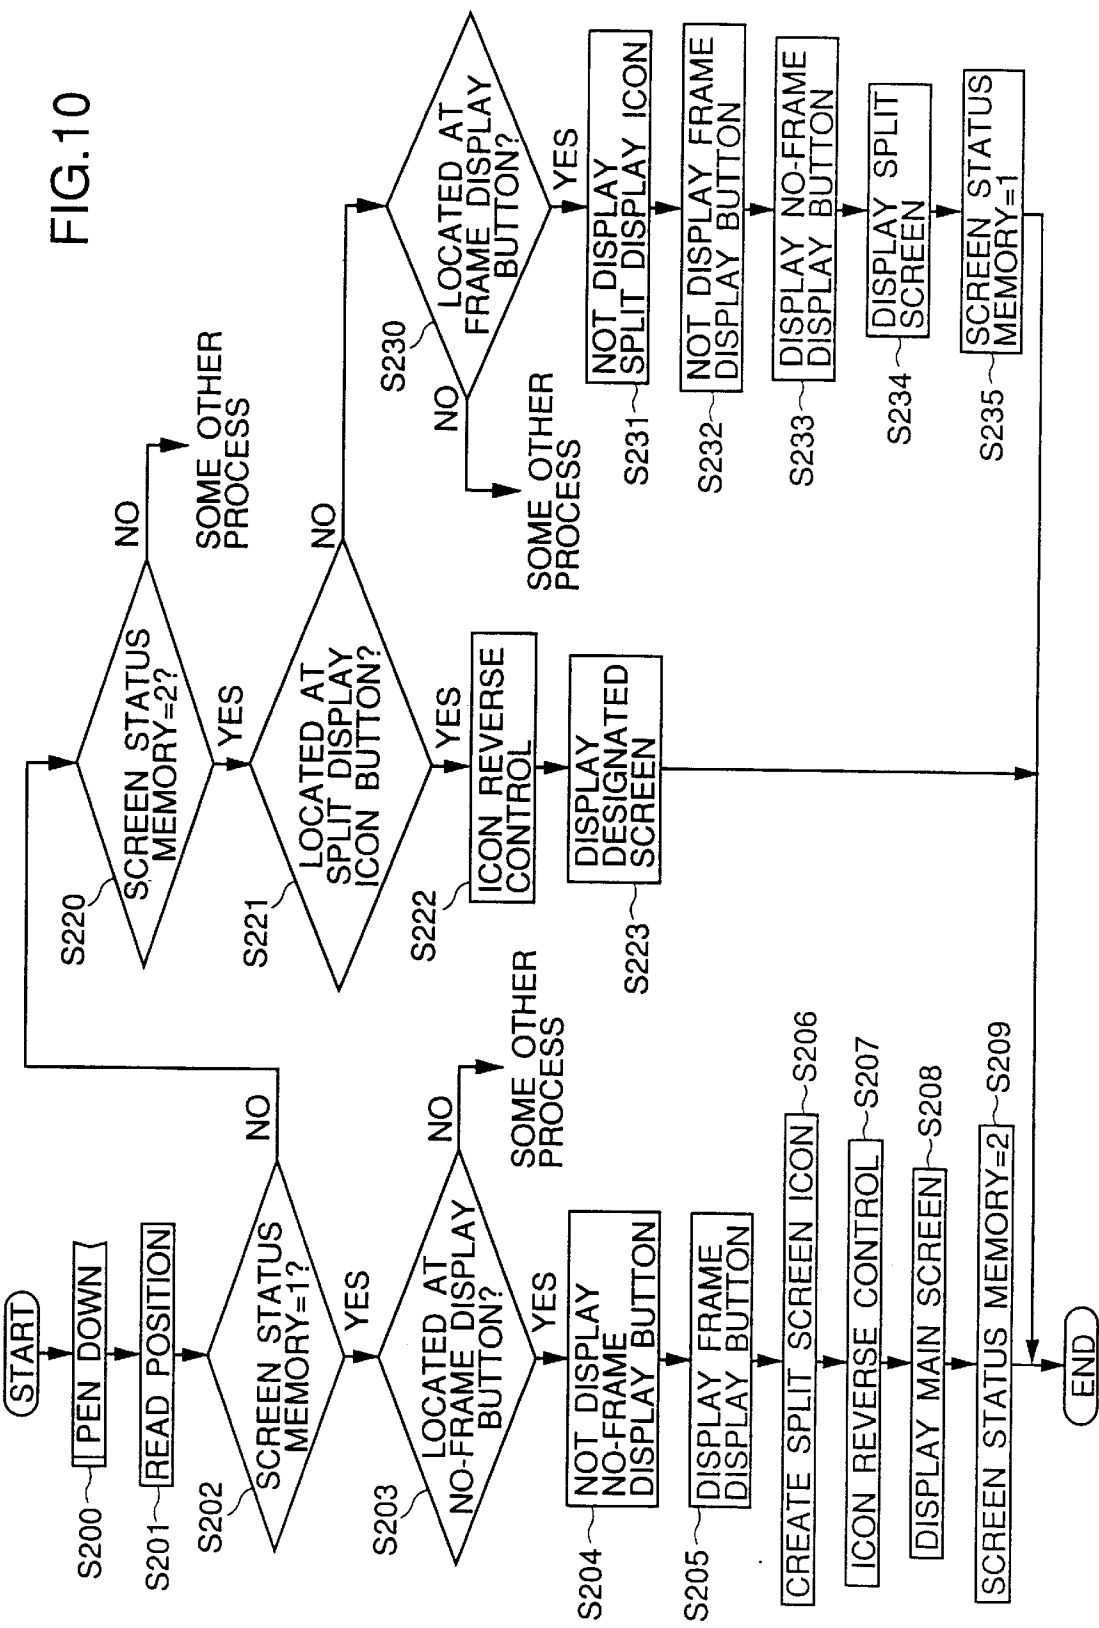 FIG.10
START
PEN DOWN
S200
READ POSITION
S201
SCREEN STATUS
MEMORY=1?
S202
NO
YES
LOCATED AT
NO-FRAME DISPLAY
BUTTON?
S203
NO
SOME OTHER
PROCESS
YES
NOT DISPLAY
NO-FRAME
DISPLAY BUTTON
S204
DISPLAY FRAME
DISPLAY BUTTON
S205
CREATE SPLIT SCREEN ICON
S206
ICON REVERSE CONTROL
S207
DISPLAY MAIN SCREEN
S208
SCREEN STATUS MEMORY=2
S209
END
SCREEN STATUS
MEMORY=2?
S220
NO
SOME OTHER
PROCESS
YES
LOCATED AT
SPLIT DISPLAY
ICON BUTTON?
S221
NO
YES
ICON REVERSE
CONTROL
S222
DISPLAY
DESIGNATED
SCREEN
S223
LOCATED AT
FRAME DISPLAY
BUTTON?
S230
NO
SOME OTHER
PROCESS
YES
NOT DISPLAY
SPLIT DISPLAY ICON
S231
NOT DISPLAY FRAME
DISPLAY BUTTON
S232
DISPLAY NO-FRAME
DISPLAY BUTTON
S233
DISPLAY SPLIT
SCREEN
S234
SCREEN STATUS
MEMORY=1
S235